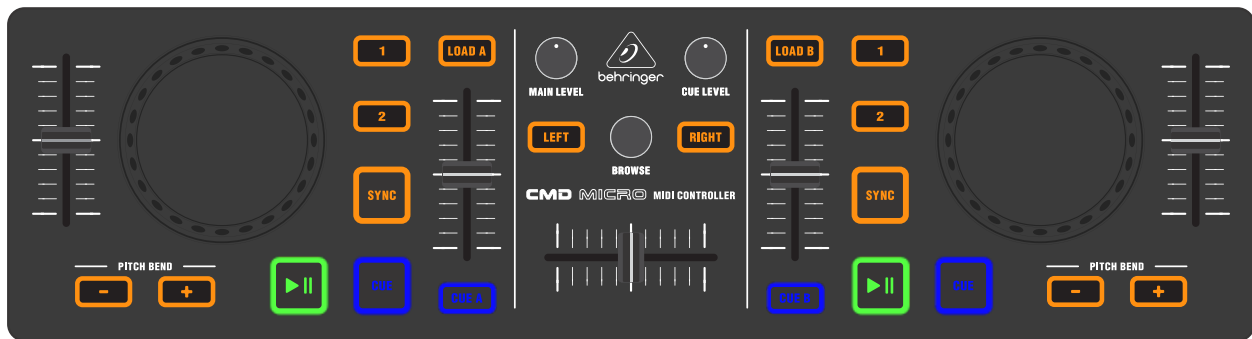 1
LOAD A
2
SYNC
PITCH BEND
-
+
CUE
CUE A
behringer
MAIN LEVEL
CUE LEVEL
LEFT
RIGHT
BROWSE
CMD MICRO MIDI CONTROLLER
LOAD B
1
2
SYNC
CUE B
CUE
PITCH BEND
-
+